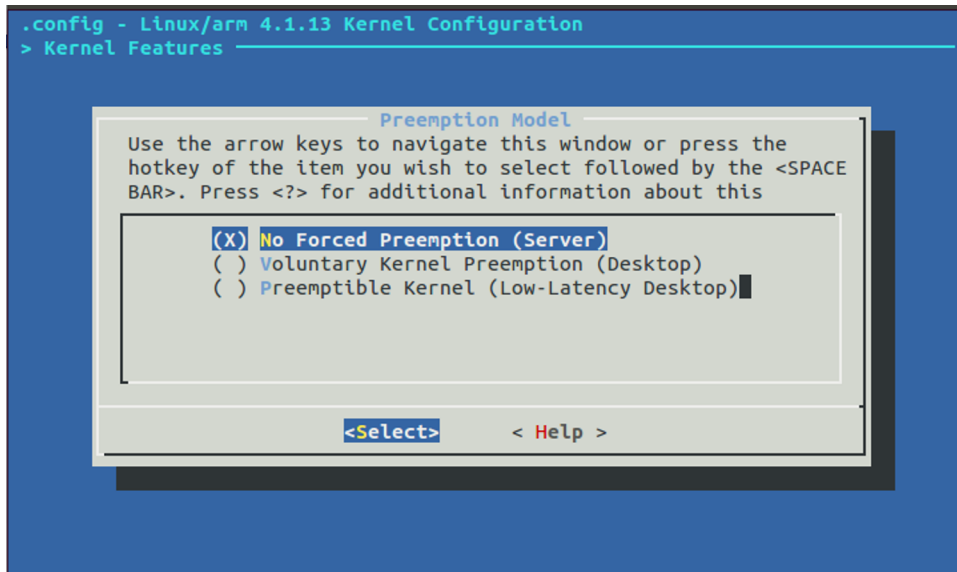 .config - Linux/arm 4.1.13 Kernel Configuration
> Kernel Features
Preemption Model
Use the arrow keys to navigate this window or press the
hotkey of the item you wish to select followed by the <SPACE
BAR>. Press <?> for additional information about this
(X) No Forced Preemption (Server)
( ) Voluntary Kernel Preemption (Desktop)
( ) Preemptible Kernel (Low-Latency Desktop)
<Select> < Help >